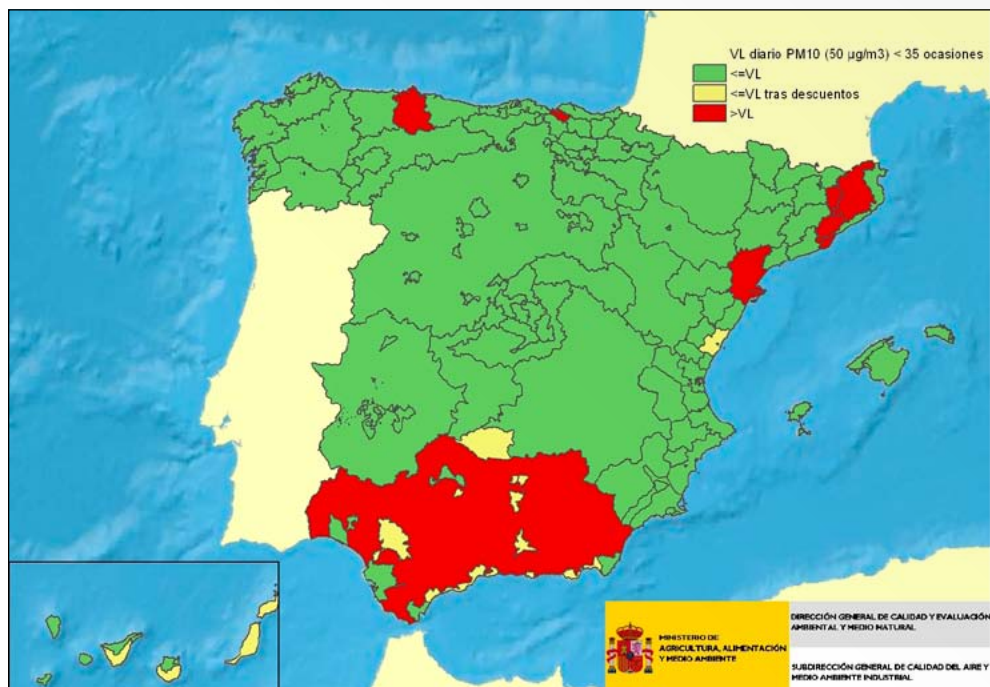 VL diario PM10 (50 µg/m3) < 35 ocasiones
<=VL
<=VL tras descuentos
>VL
MINISTERIO DE
AGRICULTURA, ALIMENTACIÓN
Y MEDIO AMBIENTE
DIRECCIÓN GENERAL DE CALIDAD Y EVALUACIÓN
AMBIENTAL Y MEDIO NATURAL
SUBDIRECCIÓN GENERAL DE CALIDAD DEL AIRE Y
MEDIO AMBIENTE INDUSTRIAL